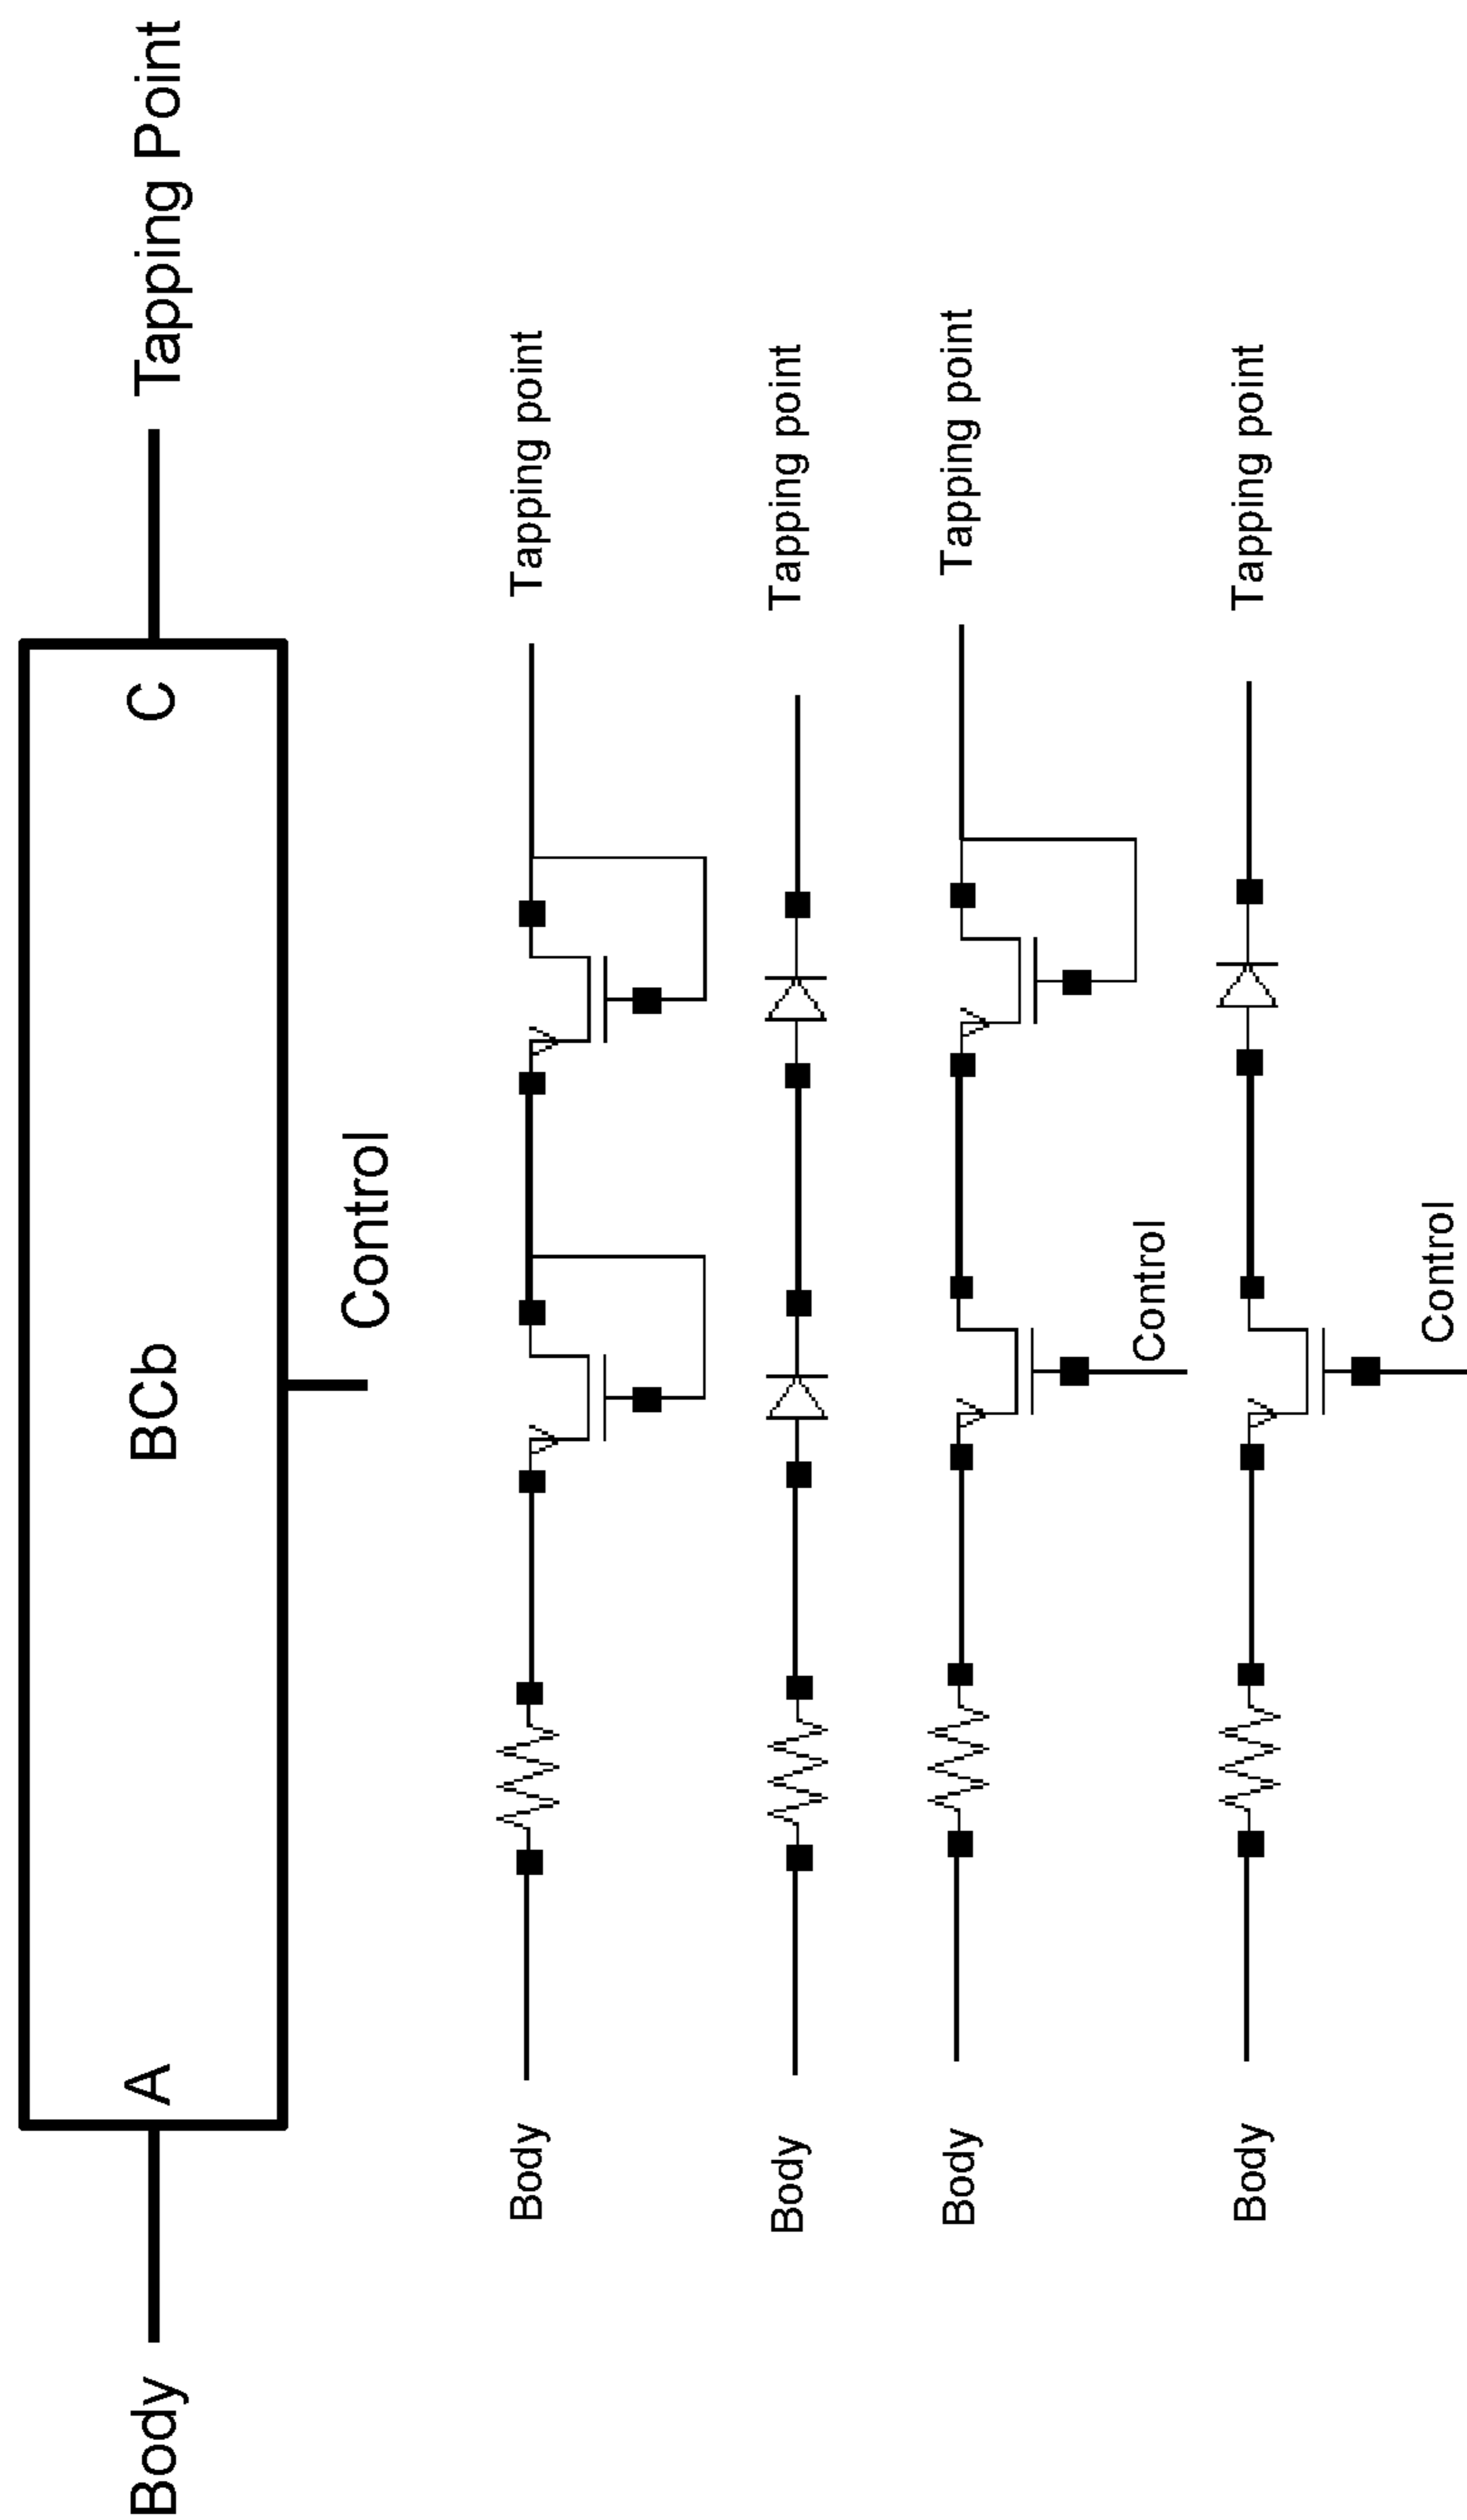 Body
A
BCb
C
Tapping Point
Control
Body
Tapping point
Body
Tapping point
Body
Control
Tapping point
Body
Control
Tapping point